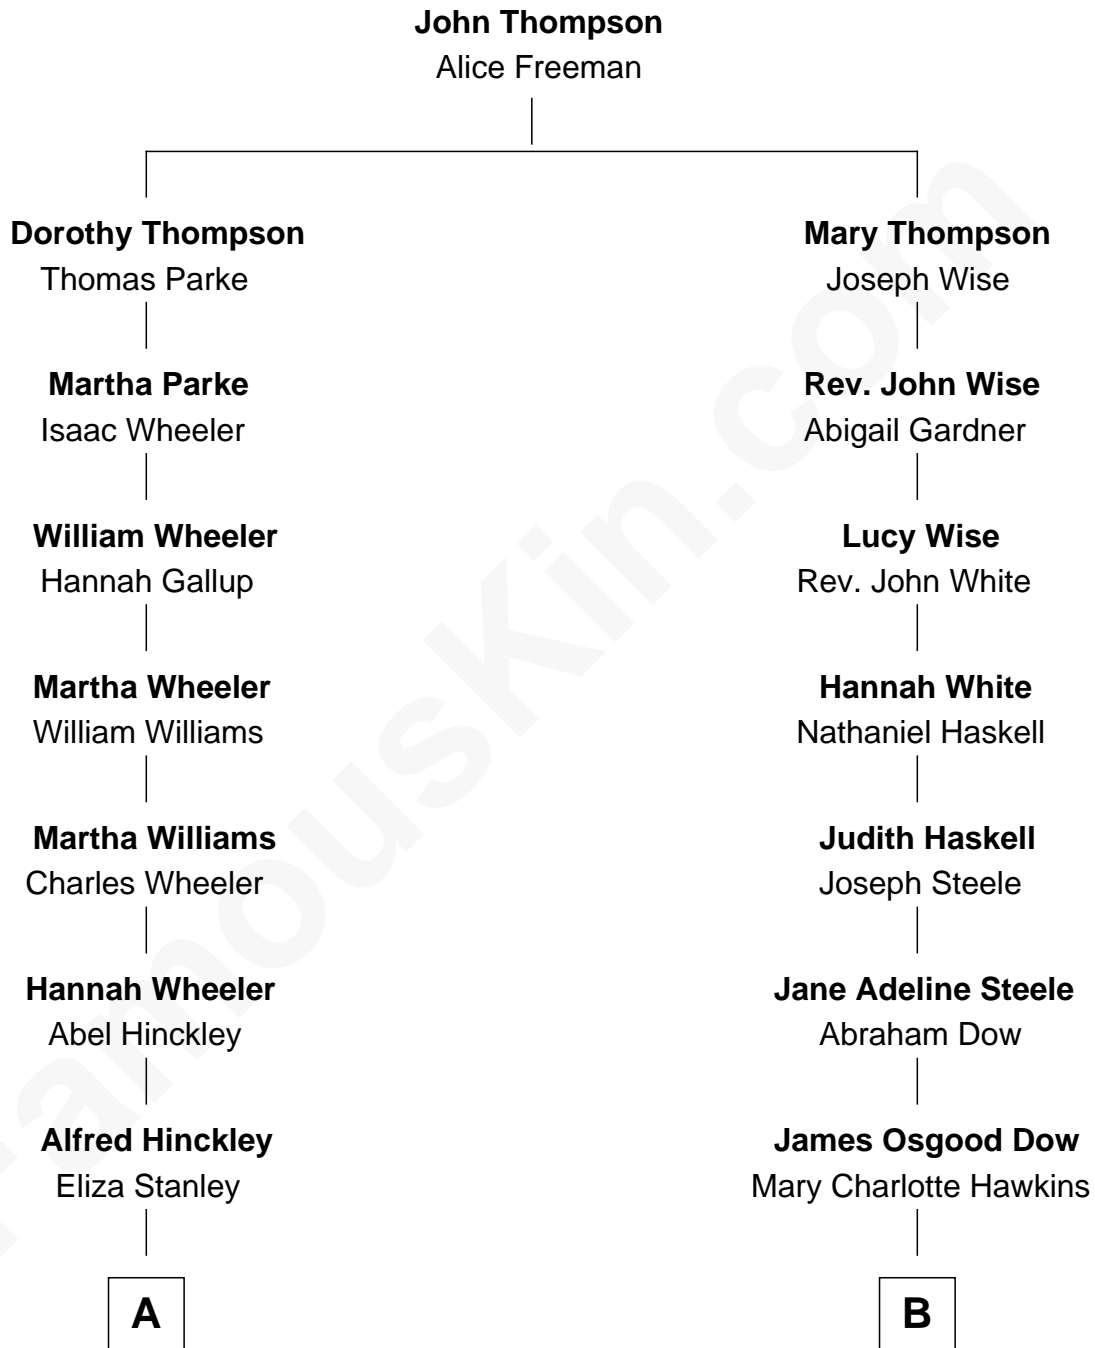 John Thompson
Alice Freeman
Dorothy Thompson
Thomas Parke
Mary Thompson
Joseph Wise
Martha Parke
Isaac Wheeler
Rev. John Wise
Abigail Gardner
William Wheeler
Hannah Gallup
Lucy Wise
Rev. John White
Martha Wheeler
William Williams
Hannah White
Nathaniel Haskell
Martha Williams
Charles Wheeler
Judith Haskell
Joseph Steele
Hannah Wheeler
Abel Hinckley
Jane Adeline Steele
Abraham Dow
Alfred Hinckley
Eliza Stanley
James Osgood Dow
Mary Charlotte Hawkins
A
B
FamousKin.com